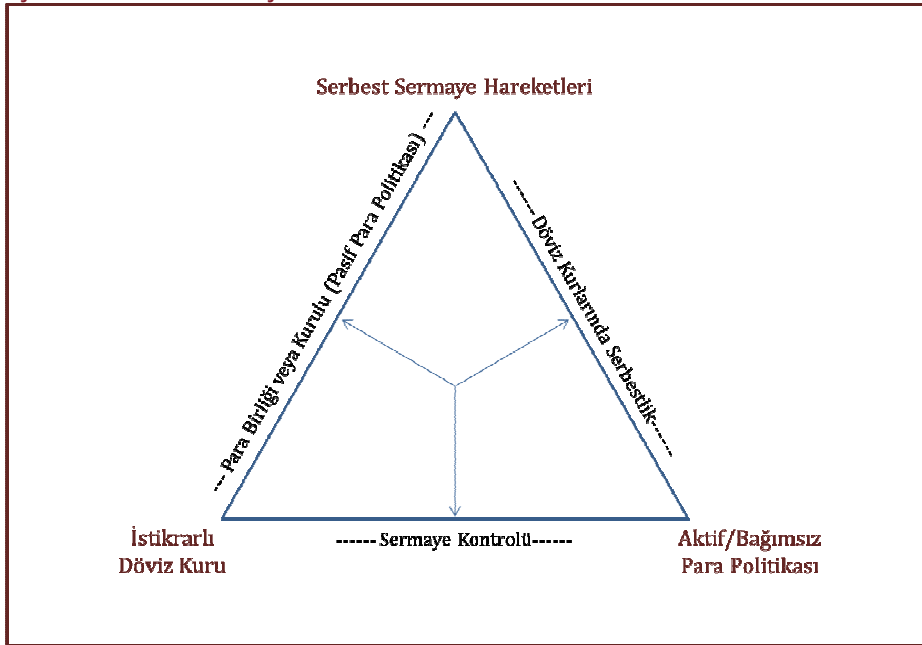 Serbest Sermaye Hareketleri
--- Para Birliği veya Kurulu (Pasif Para Politikası) ---
------ Döviz Kurlarında Serbestlik------
İstikrarlı
Döviz Kuru
------ Sermaye Kontrolü------
Aktif/Bağımsız
Para Politikası